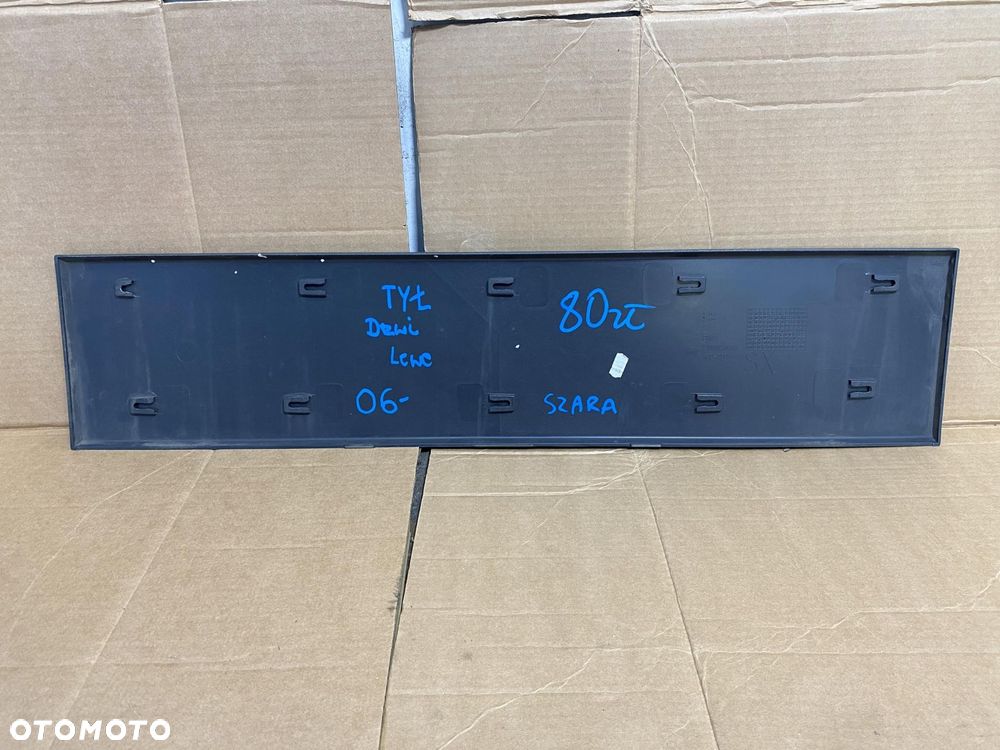 TYŁ
Drzwi
Lewe
06-
80zł
SZARA
OTOMOTO